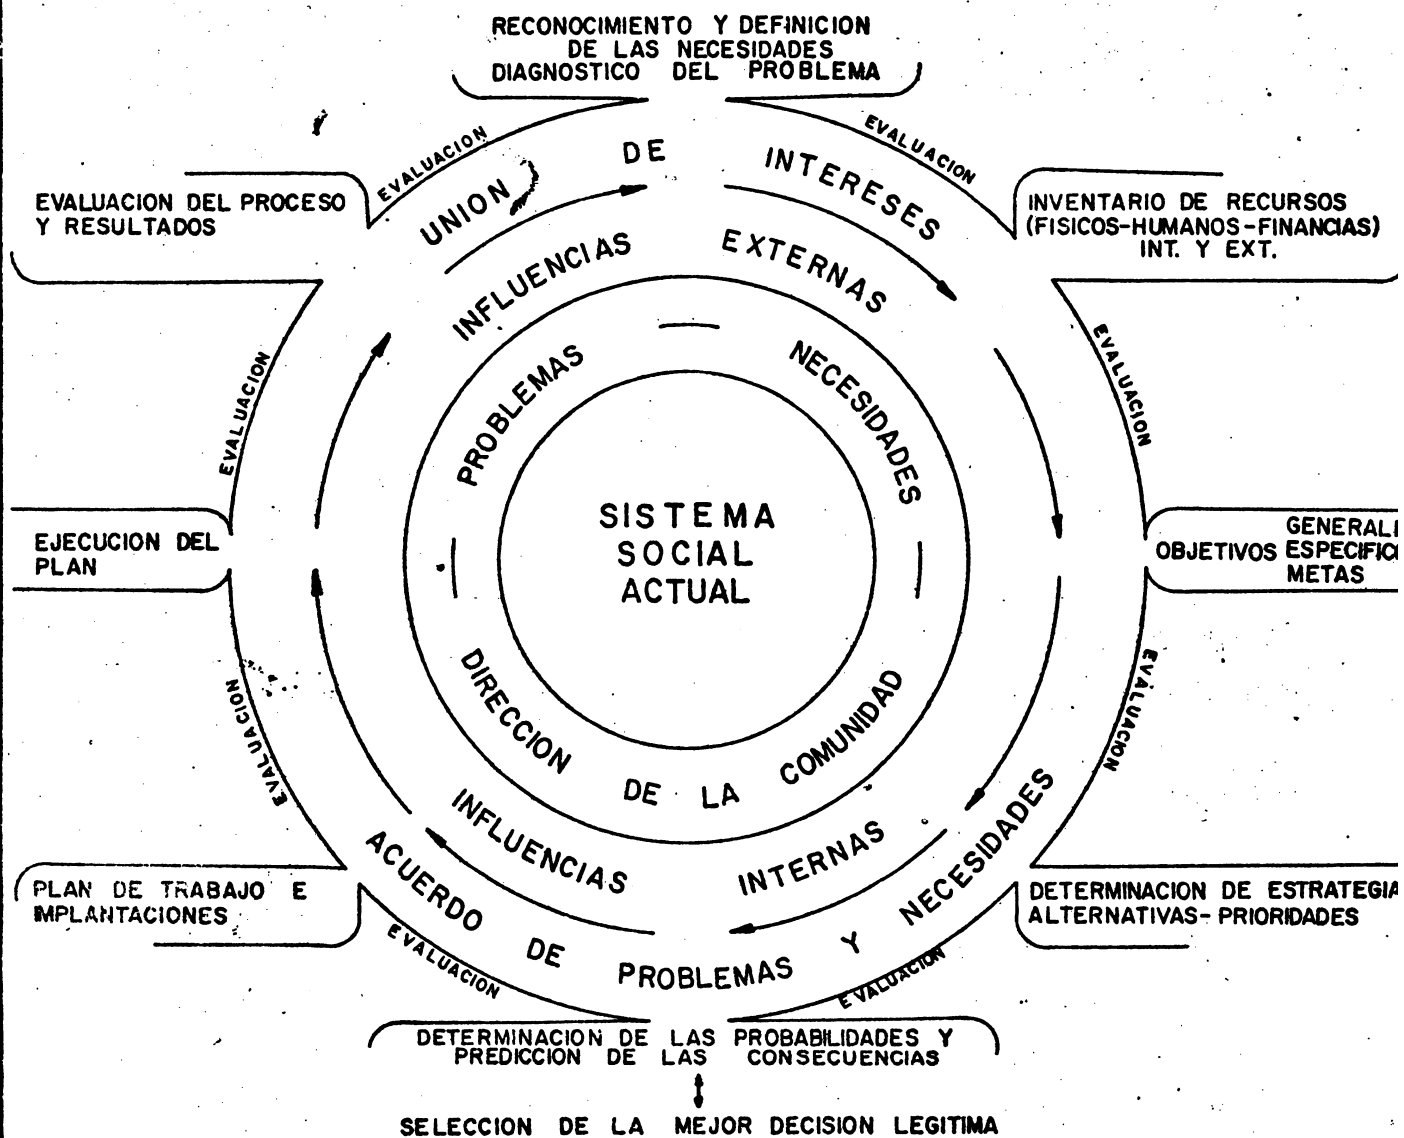 RECONOCIMIENTO Y DEFINICION
DE LAS NECESIDADES
DIAGNOSTICO DEL PROBLEMA
EVALUACION
EVALUACION
UNION DE INTERESES
EVALUACION DEL PROCESO
Y RESULTADOS
INVENTARIO DE RECURSOS
(FISICOS-HUMANOS-FINANCIAS)
INT. Y EXT.
INFLUENCIAS EXTERNAS
EVALUACION
EVALUACION
PROBLEMAS — NECESIDADES
EJECUCION DEL
PLAN
SISTEMA
SOCIAL
ACTUAL
OBJETIVOS
GENERALE
ESPECIFICO
METAS
DIRECCION DE LA COMUNIDAD
EVALUACION
EVALUACION
INFLUENCIAS INTERNAS
PLAN DE TRABAJO E
IMPLANTACIONES
DETERMINACION DE ESTRATEGIA
ALTERNATIVAS-PRIORIDADES
ACUERDO DE PROBLEMAS Y NECESIDADES
EVALUACION
EVALUACION
DETERMINACION DE LAS PROBABILIDADES Y
PREDICCION DE LAS CONSECUENCIAS
SELECCION DE LA MEJOR DECISION LEGITIMA